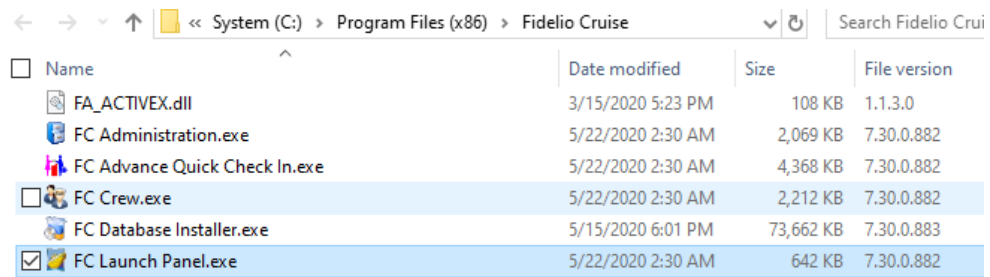 « System (C:) > Program Files (x86) > Fidelio Cruise Search Fidelio Crui
Name Date modified Size File version
FA_ACTIVEX.dll 3/15/2020 5:23 PM 108 KB 1.1.3.0
FC Administration.exe 5/22/2020 2:30 AM 2,069 KB 7.30.0.882
FC Advance Quick Check In.exe 5/22/2020 2:30 AM 4,368 KB 7.30.0.882
FC Crew.exe 5/22/2020 2:30 AM 2,212 KB 7.30.0.882
FC Database Installer.exe 5/15/2020 6:01 PM 73,662 KB 7.30.0.883
FC Launch Panel.exe 5/22/2020 2:30 AM 642 KB 7.30.0.882